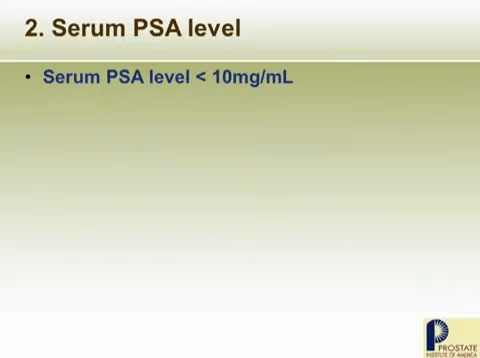 2. Serum PSA level
• Serum PSA level < 10mg/mL
PROSTATE
INSTITUTE OF AMERICA